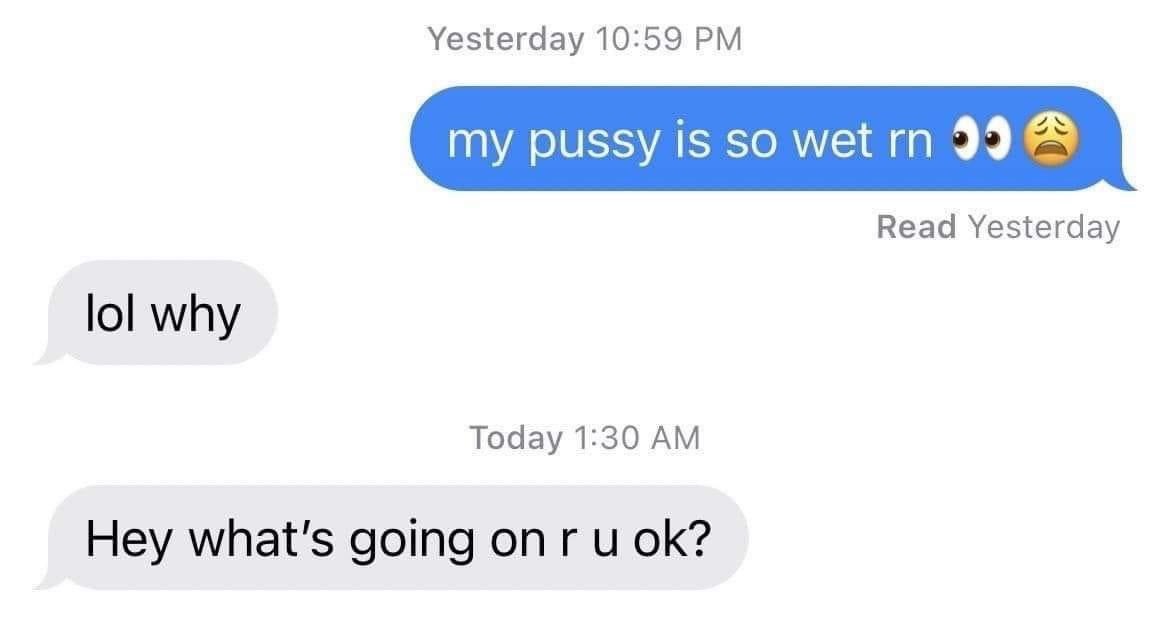 Yesterday 10:59 PM
my pussy is so wet rn 👀😩
Read Yesterday
lol why
Today 1:30 AM
Hey what's going on r u ok?